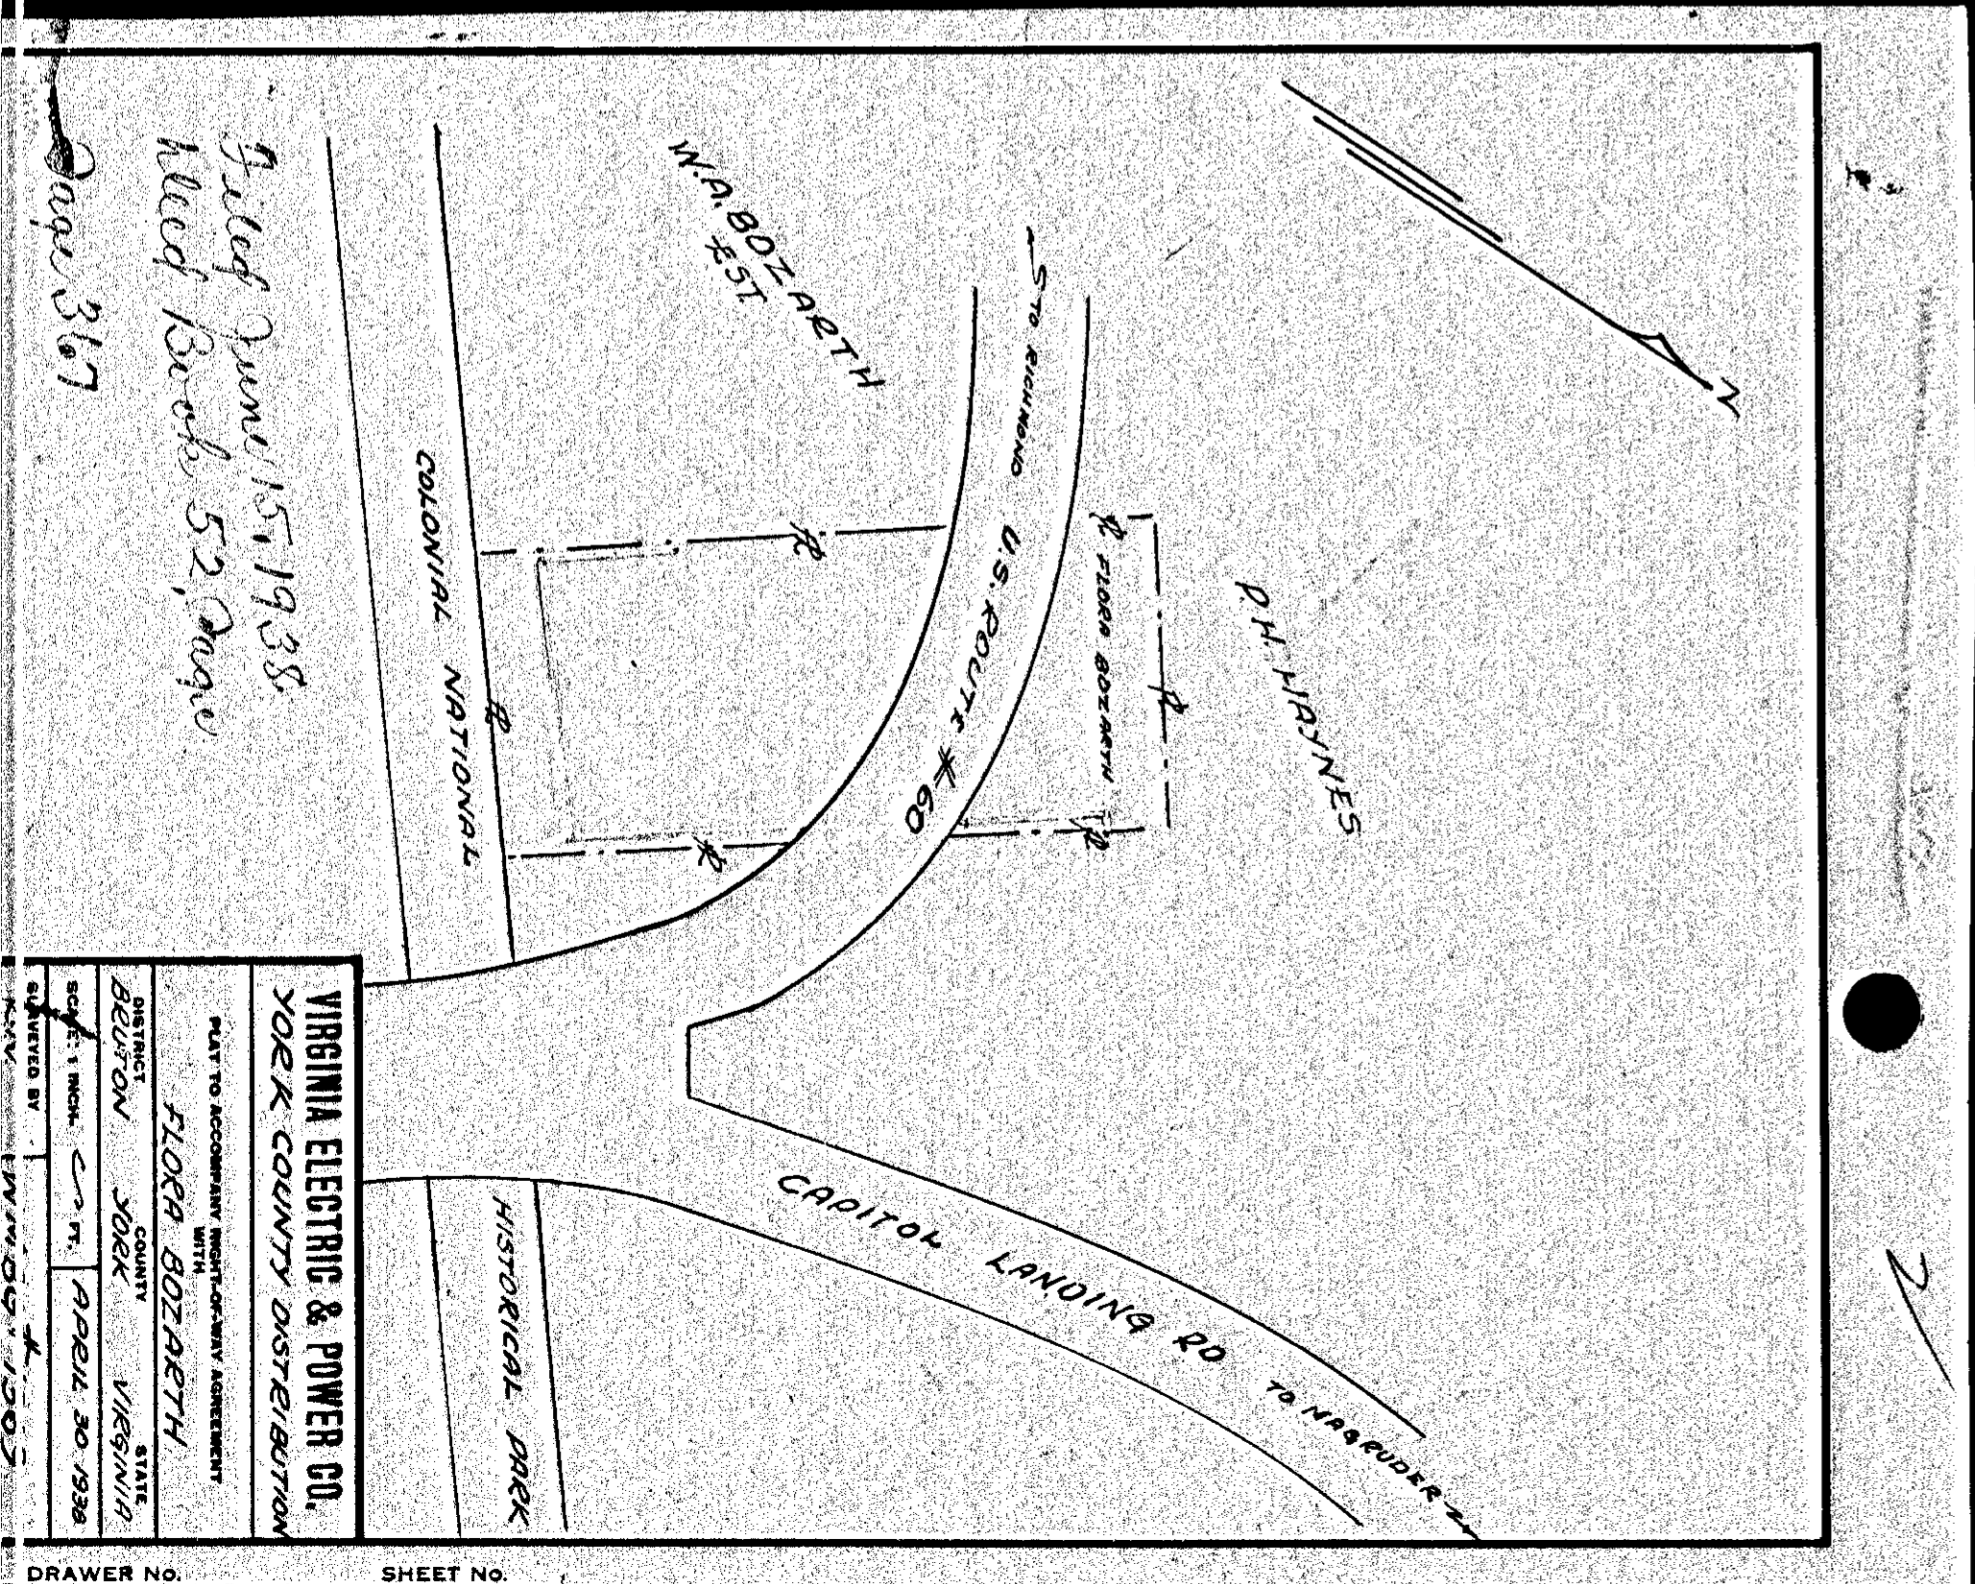 N
W.A. BOZARTH
EST.
TO RICHMOND
U.S. ROUTE #60
FLORA BOZARTH
P.H. HAYNES
COLONIAL NATIONAL
HISTORICAL PARK
CAPITOL LANDING RD TO MAGRUDER
Filed June 15, 1938
Deed Book 52, Page
Page 367
VIRGINIA ELECTRIC & POWER CO.
YORK COUNTY DISTRIBUTION
PLAT TO ACCOMPANY RIGHT-OF-WAY AGREEMENT
WITH
FLORA BOZARTH
DISTRICT COUNTY STATE
BRUTON YORK VIRGINIA
SCALE: 1 INCH FT. APRIL 30 1938
SURVEYED BY
DRAWER NO.
SHEET NO.